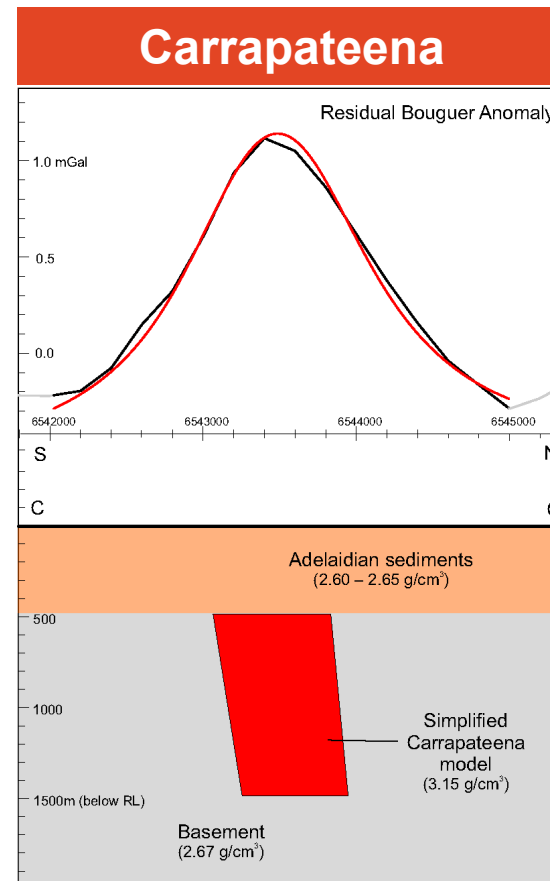 Carrapateena
Residual Bouguer Anomaly
1.0 mGal
0.5
0.0
6542000 6543000 6544000 6545000
S N
C
Adelaidian sediments
(2.60 – 2.65 g/cm³)
500
1000
Simplified
Carrapateena
model
(3.15 g/cm³)
1500m (below RL)
Basement
(2.67 g/cm³)